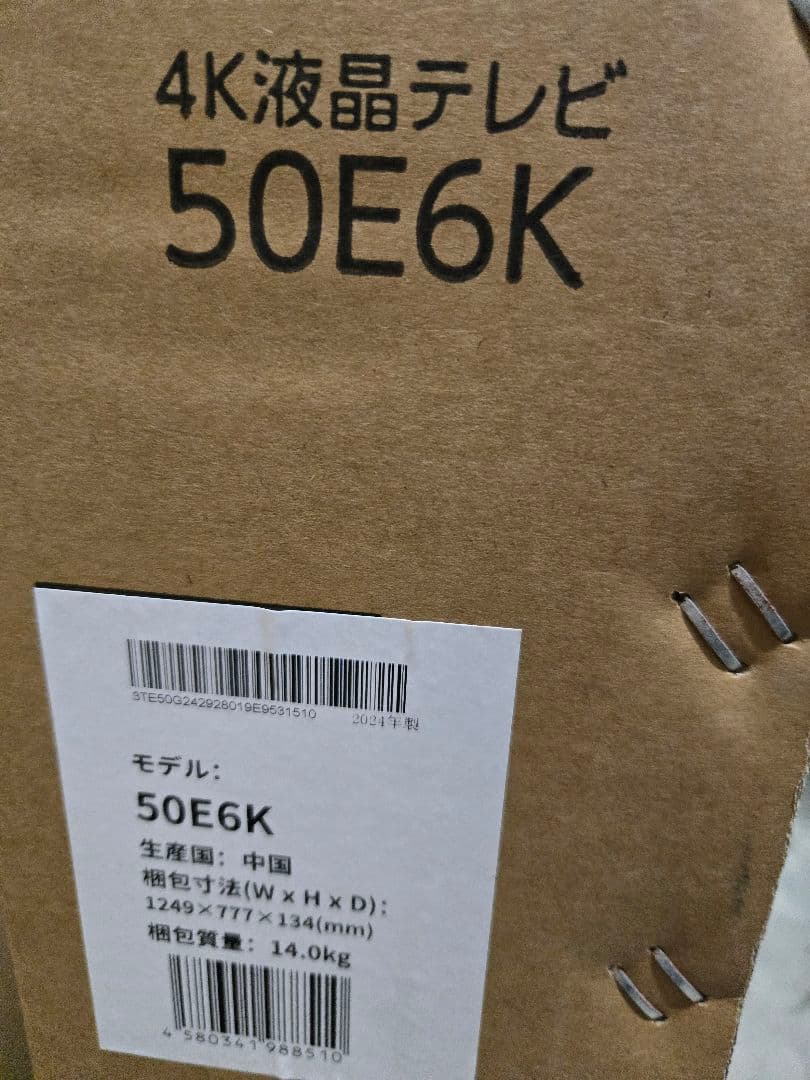 4K液晶テレビ
50E6K
3TE50G242928019E9531510 2024年製
モデル:
50E6K
生産国: 中国
梱包寸法(W x H x D):
1249×777×134(mm)
梱包質量: 14.0kg
4 580341 988510